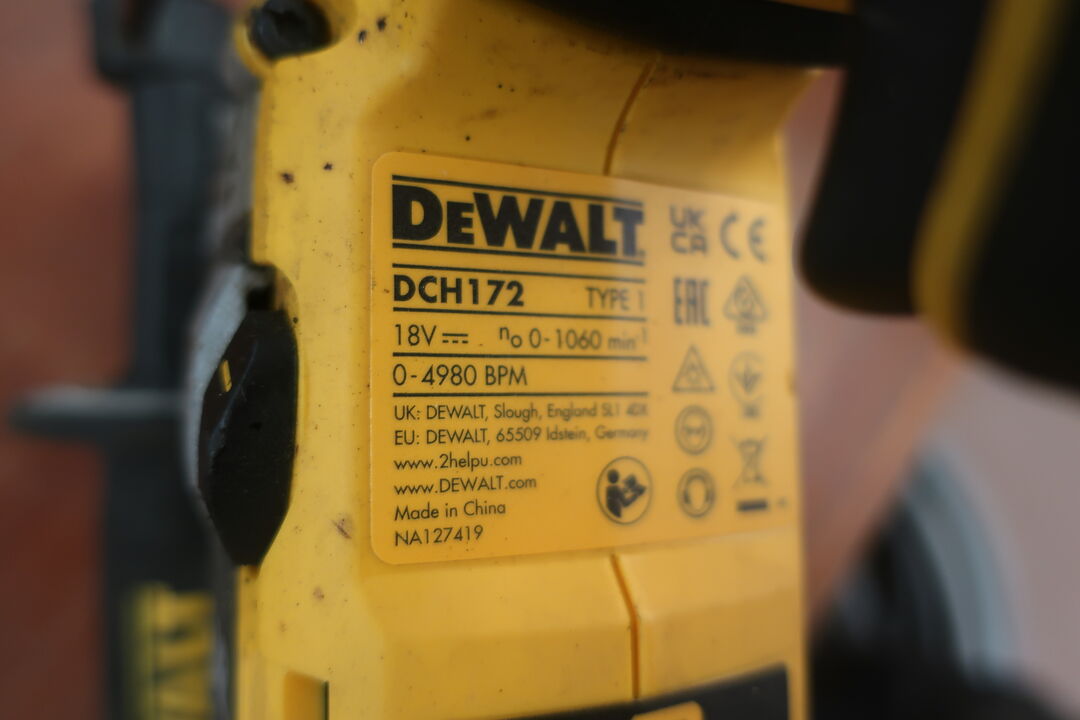 DEWALT
UK CA CE
DCH172 TYPE 1
EAC
18V n₀ 0-1060 min⁻¹
0-4980 BPM
UK: DEWALT, Slough, England SL1 4DX
EU: DEWALT, 65509 Idstein, Germany
www.2helpu.com
www.DEWALT.com
Made in China
NA127419